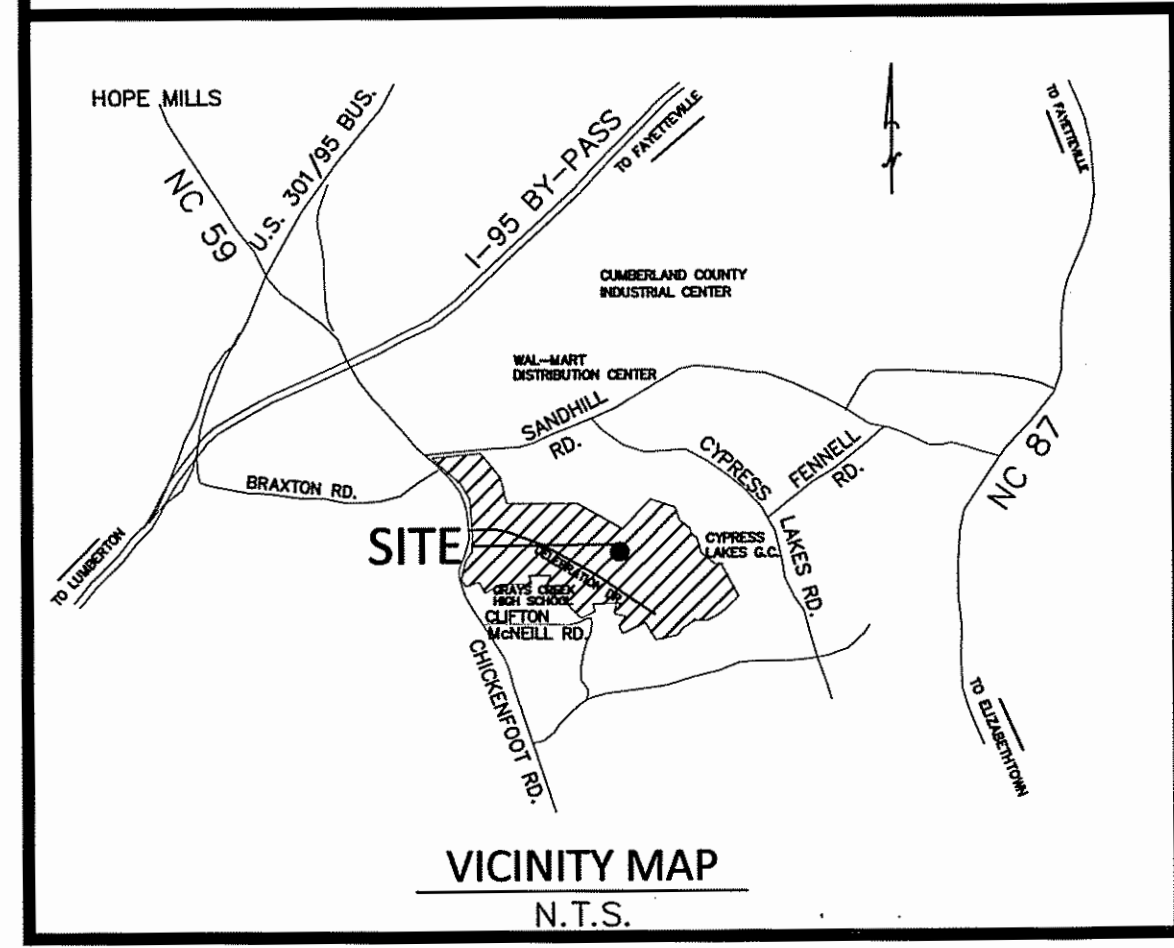 HOPE MILLS
NC 59
U.S. 301/95 BUS.
I-95 BY-PASS
TO FAYETTEVILLE
TO FAYETTEVILLE
CUMBERLAND COUNTY
INDUSTRIAL CENTER
WAL-MART
DISTRIBUTION CENTER
SANDHILL
RD.
CYPRESS
LAKES RD.
FENNELL
RD.
NC 87
BRAXTON RD.
SITE
CELEBRATION DR.
CYPRESS
LAKES G.C.
TO LUMBERTON
GRAYS CREEK
HIGH SCHOOL
CLIFTON
McNEILL RD.
CHICKENFOOT RD.
TO ELIZABETHTOWN
VICINITY MAP
N.T.S.